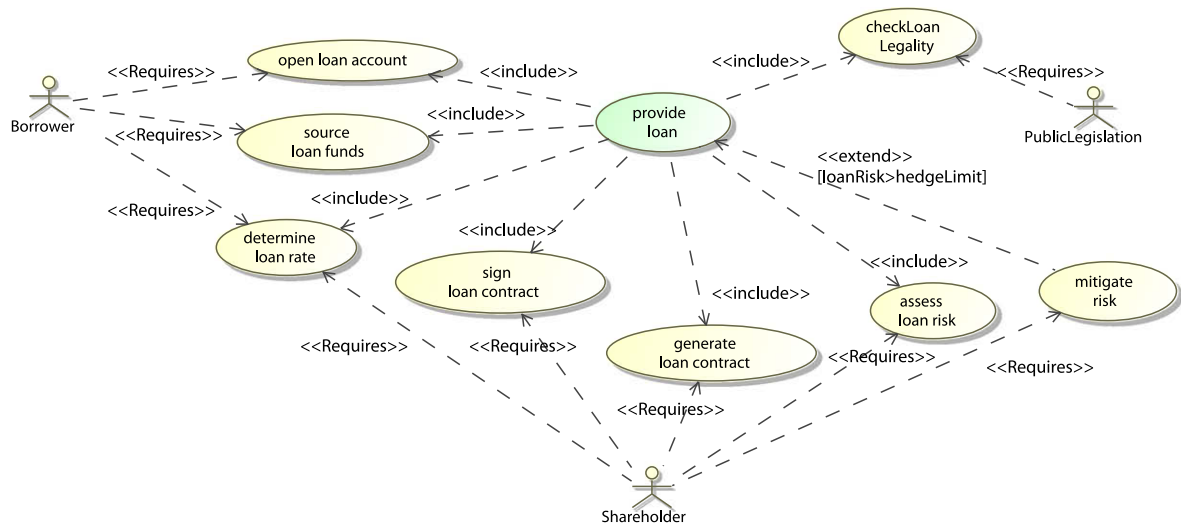 checkLoan
Legality
<<Requires>>
open loan account
<<include>>
<<include>>
<<Requires>>
Borrower
<<Requires>>
source
loan funds
<<include>>
provide
loan
PublicLegislation
<<extend>>
[loanRisk>hedgeLimit]
<<Requires>>
<<include>>
determine
loan rate
<<include>>
sign
loan contract
<<include>>
<<include>>
assess
loan risk
mitigate
risk
<<Requires>>
<<Requires>>
generate
loan contract
<<Requires>>
<<Requires>>
<<Requires>>
Shareholder